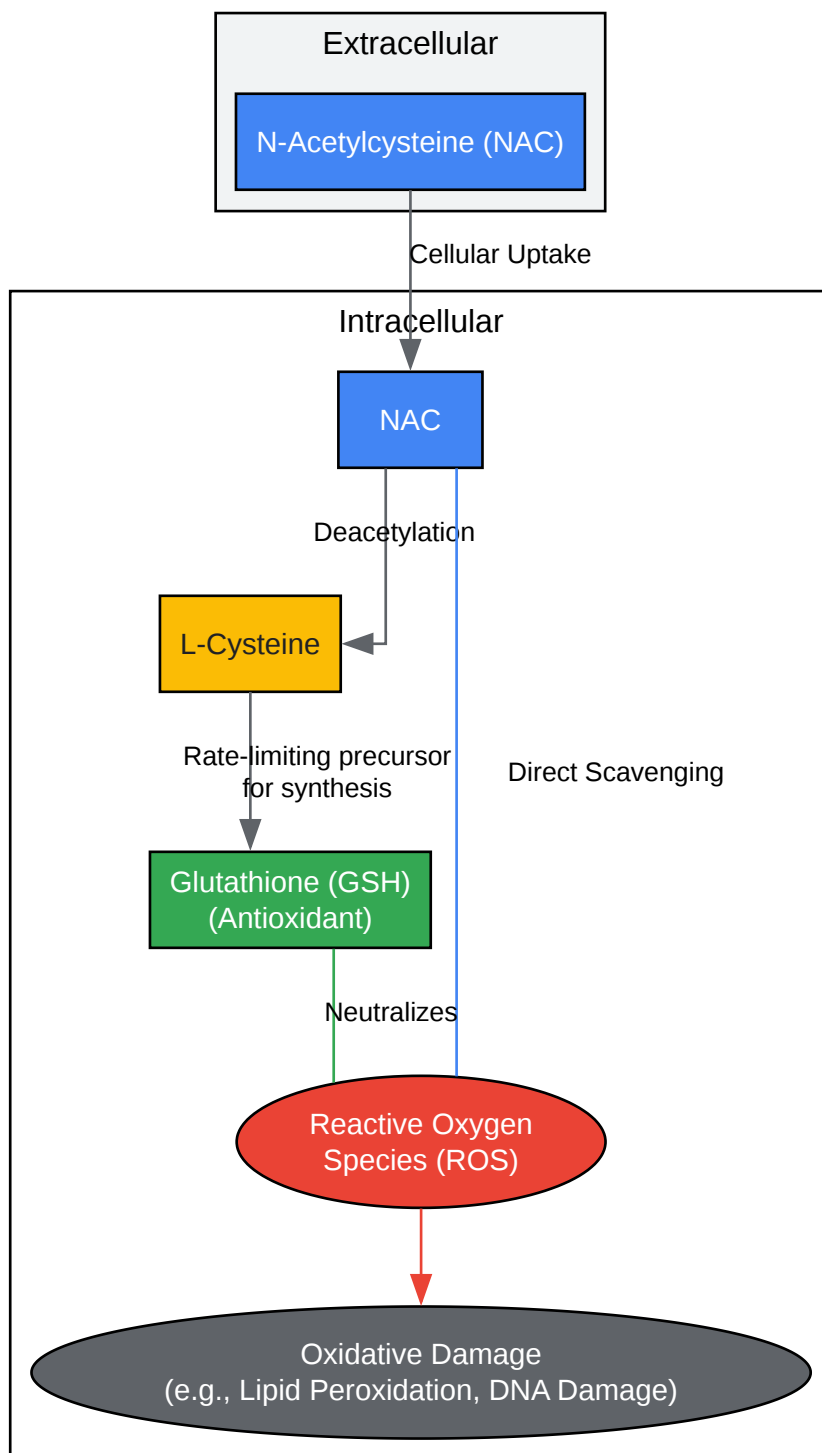 Extracellular
N-Acetylcysteine (NAC)
Cellular Uptake
Intracellular
NAC
Deacetylation
L-Cysteine
Rate-limiting precursor
for synthesis
Direct Scavenging
Glutathione (GSH)
(Antioxidant)
Neutralizes
Reactive Oxygen
Species (ROS)
Oxidative Damage
(e.g., Lipid Peroxidation, DNA Damage)